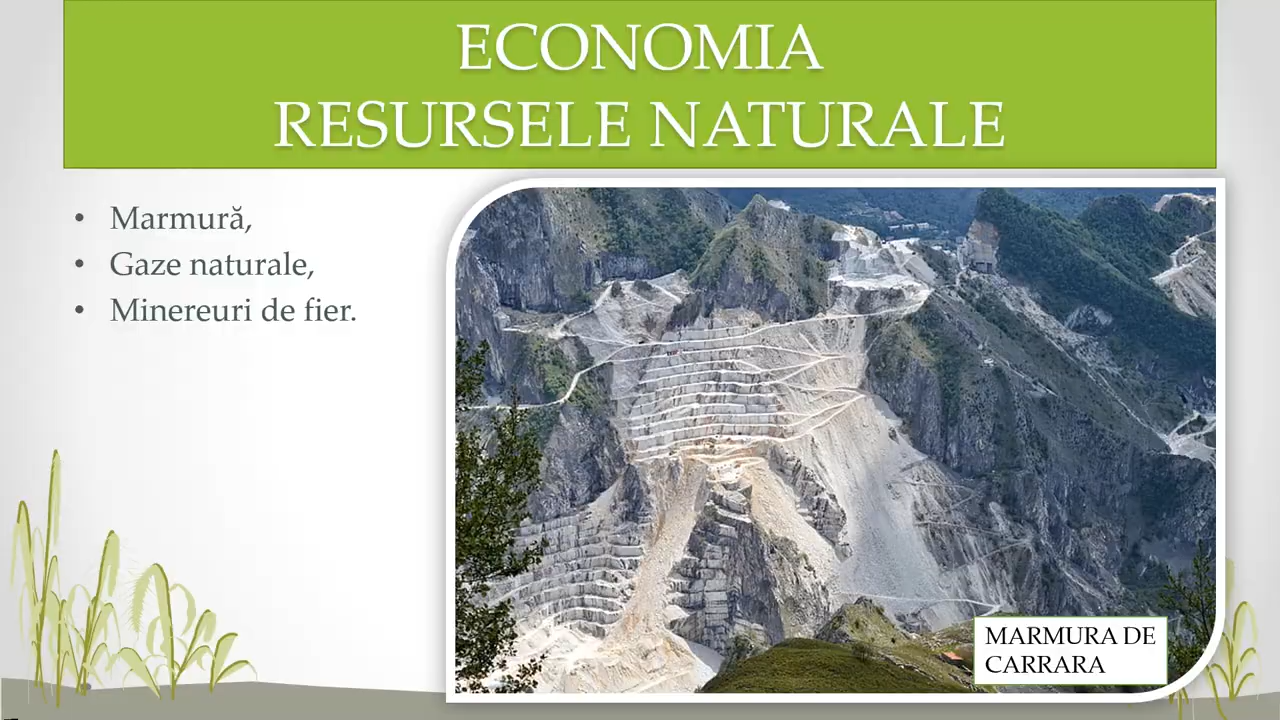 ECONOMIA
RESURSELE NATURALE
• Marmură,
• Gaze naturale,
• Minereuri de fier.
MARMURA DE
CARRARA